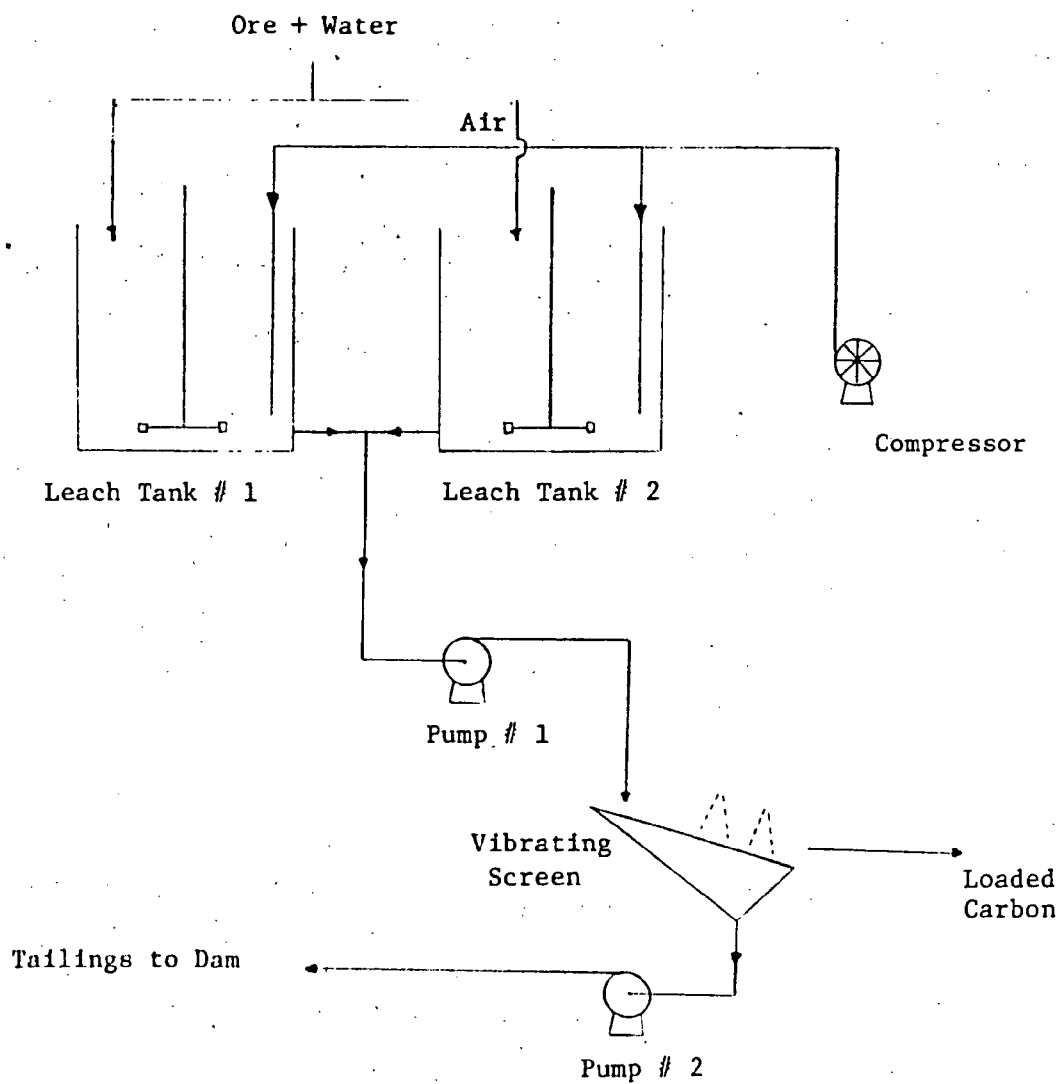 Ore + Water
Air
Compressor
Leach Tank # 1
Leach Tank # 2
Pump # 1
Vibrating
Screen
Loaded
Carbon
Tailings to Dam
Pump # 2